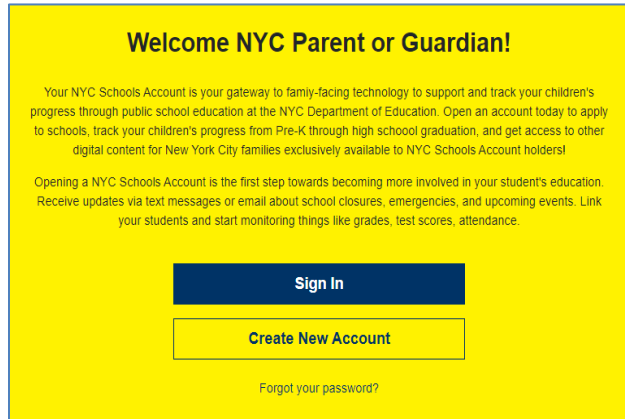 Welcome NYC Parent or Guardian!
Your NYC Schools Account is your gateway to famiy-facing technology to support and track your children's
progress through public school education at the NYC Department of Education. Open an account today to apply
to schools, track your children's progress from Pre-K through high schoool graduation, and get access to other
digital content for New York City families exclusively available to NYC Schools Account holders!
Opening a NYC Schools Account is the first step towards becoming more involved in your student's education.
Receive updates via text messages or email about school closures, emergencies, and upcoming events. Link
your students and start monitoring things like grades, test scores, attendance.
Sign In
Create New Account
Forgot your password?